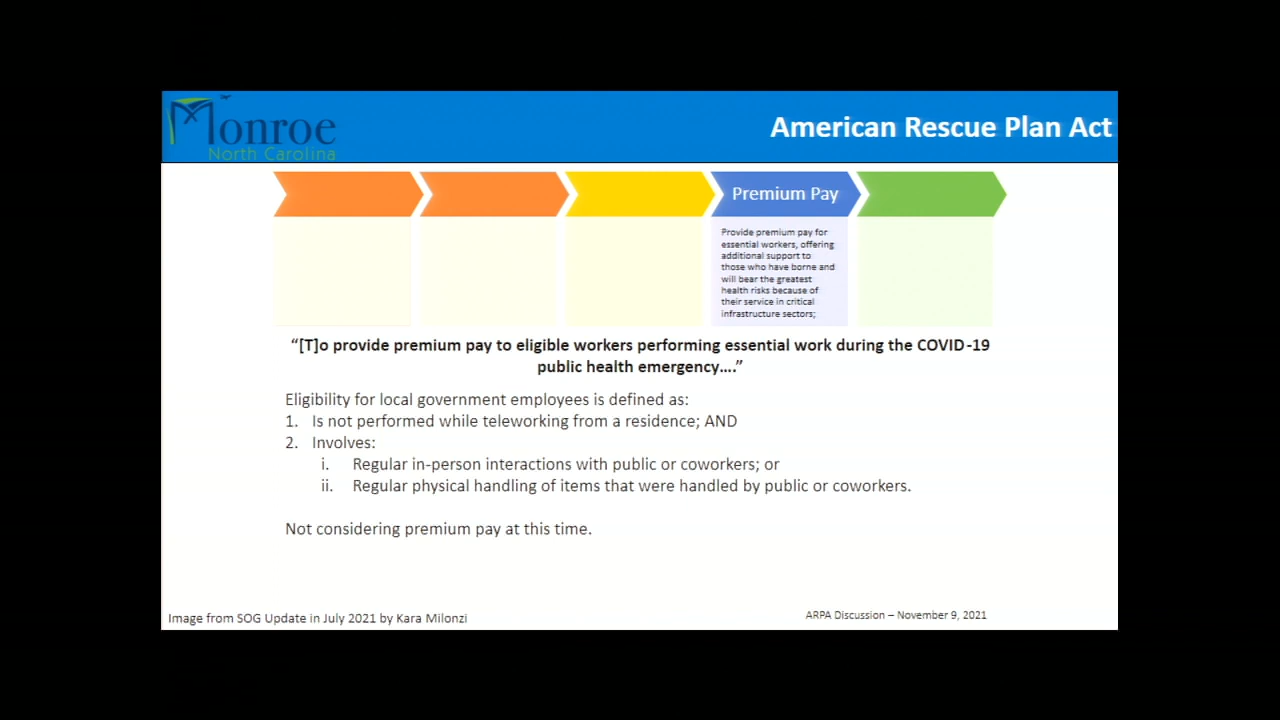 Monroe
North Carolina
American Rescue Plan Act
Premium Pay
Provide premium pay for
essential workers, offering
additional support to
those who have borne and
will bear the greatest
health risks because of
their service in critical
infrastructure sectors;
“[T]o provide premium pay to eligible workers performing essential work during the COVID-19
public health emergency....”
Eligibility for local government employees is defined as:
1. Is not performed while teleworking from a residence; AND
2. Involves:
i. Regular in-person interactions with public or coworkers; or
ii. Regular physical handling of items that were handled by public or coworkers.
Not considering premium pay at this time.
Image from SOG Update in July 2021 by Kara Milonzi
ARPA Discussion – November 9, 2021